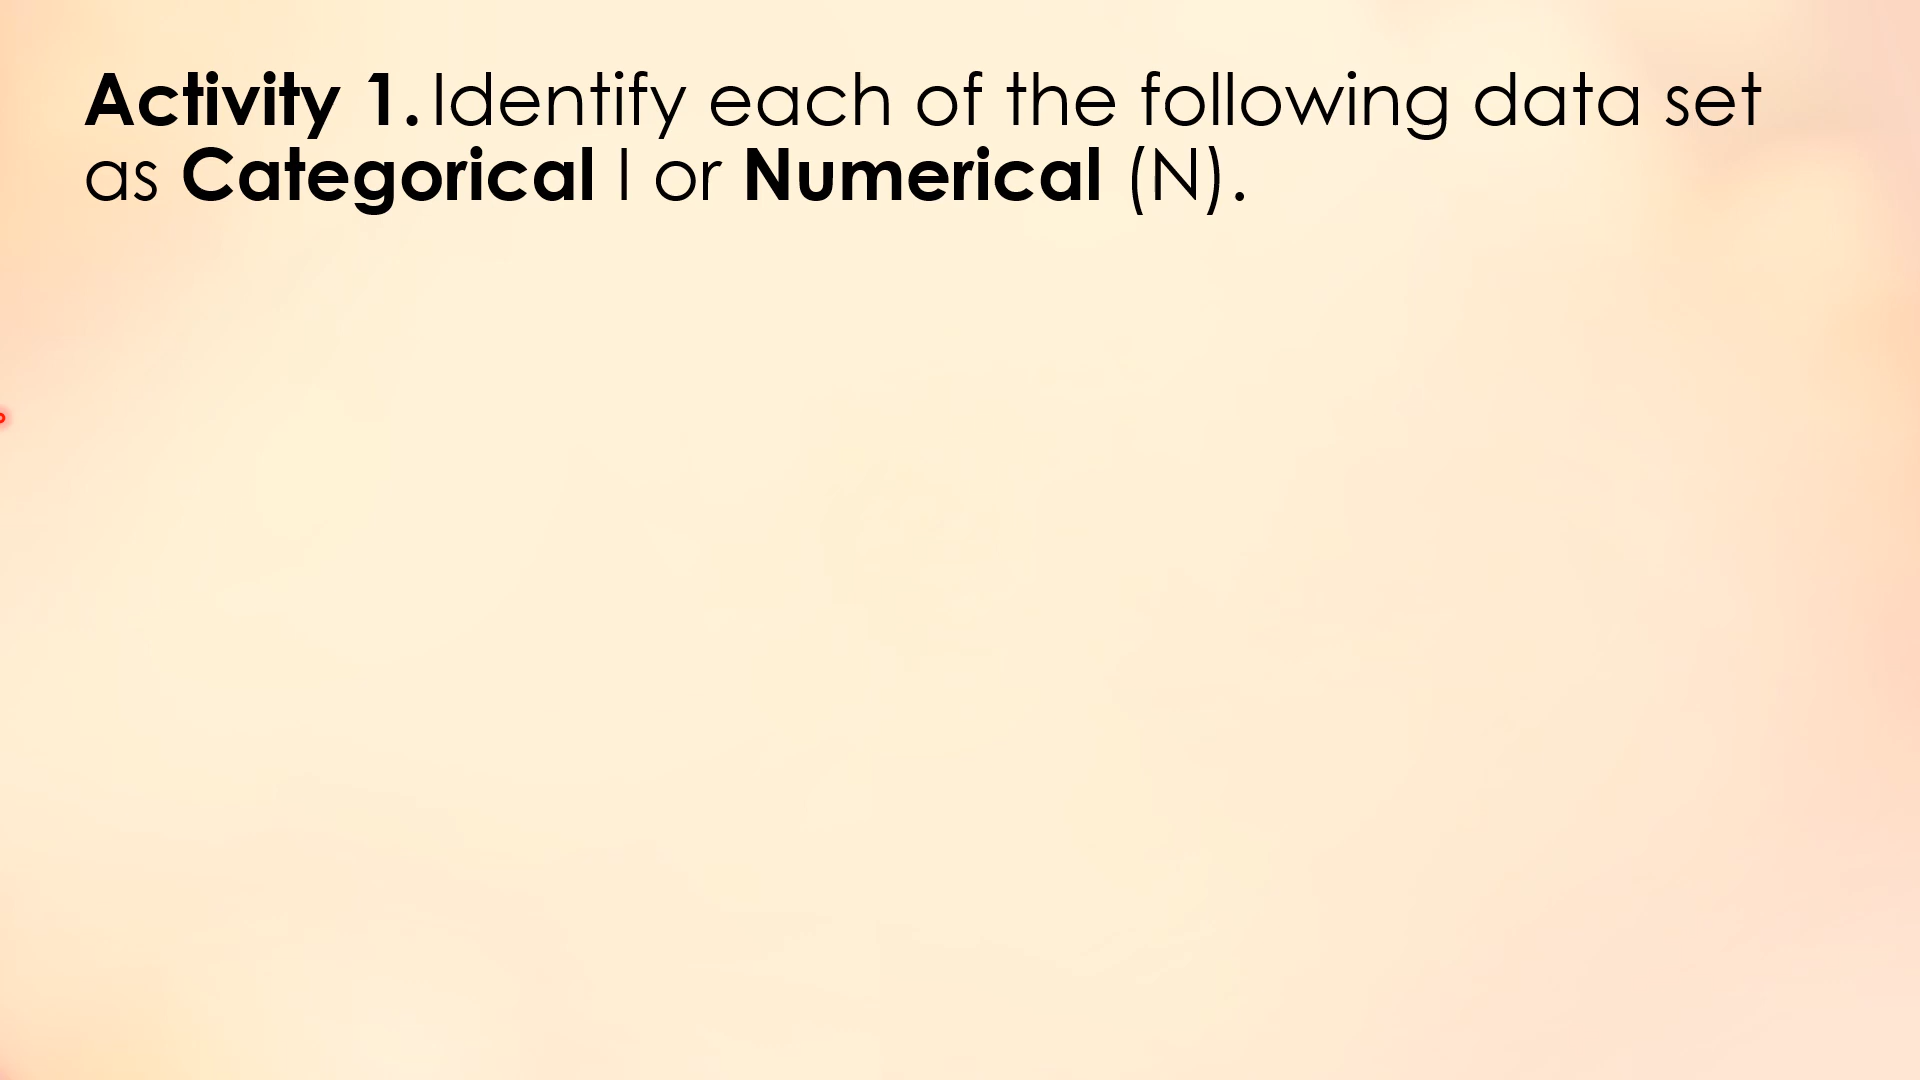 Activity 1. Identify each of the following data set
as Categorical I or Numerical (N).